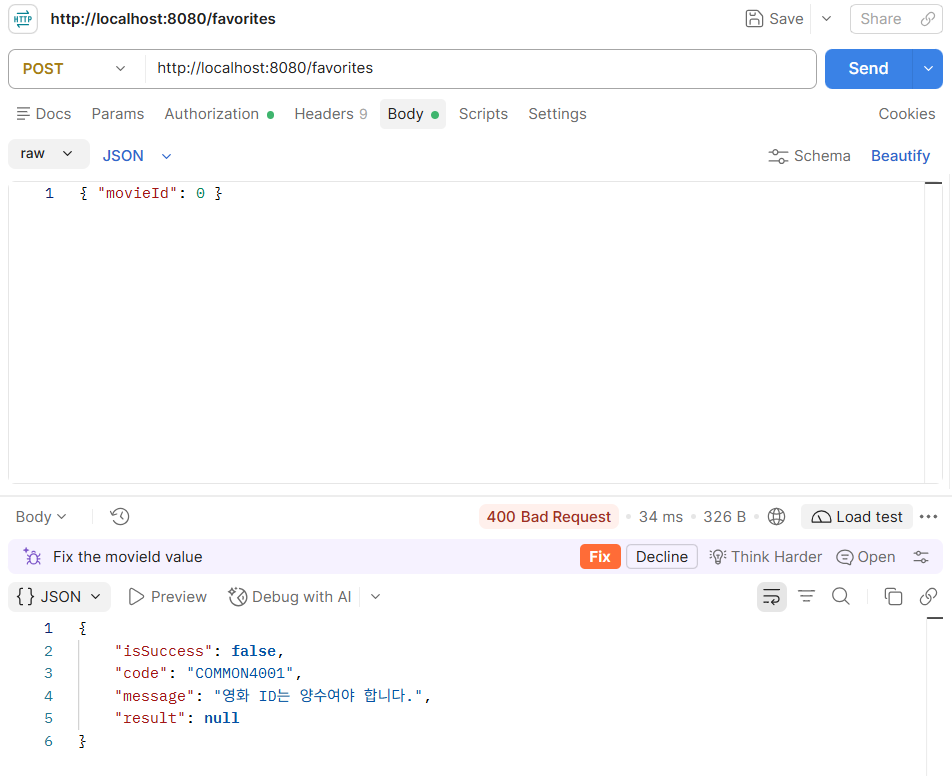 HTTP http://localhost:8080/favorites Save Share
POST http://localhost:8080/favorites Send
Docs Params Authorization Headers 9 Body Scripts Settings Cookies
raw JSON Schema Beautify
1 { "movieId": 0 }
Body 400 Bad Request 34 ms 326 B Load test
Fix the movieId value Fix Decline Think Harder Open
{} JSON Preview Debug with AI
1 {
2 "isSuccess": false,
3 "code": "COMMON4001",
4 "message": "영화 ID는 양수여야 합니다.",
5 "result": null
6 }